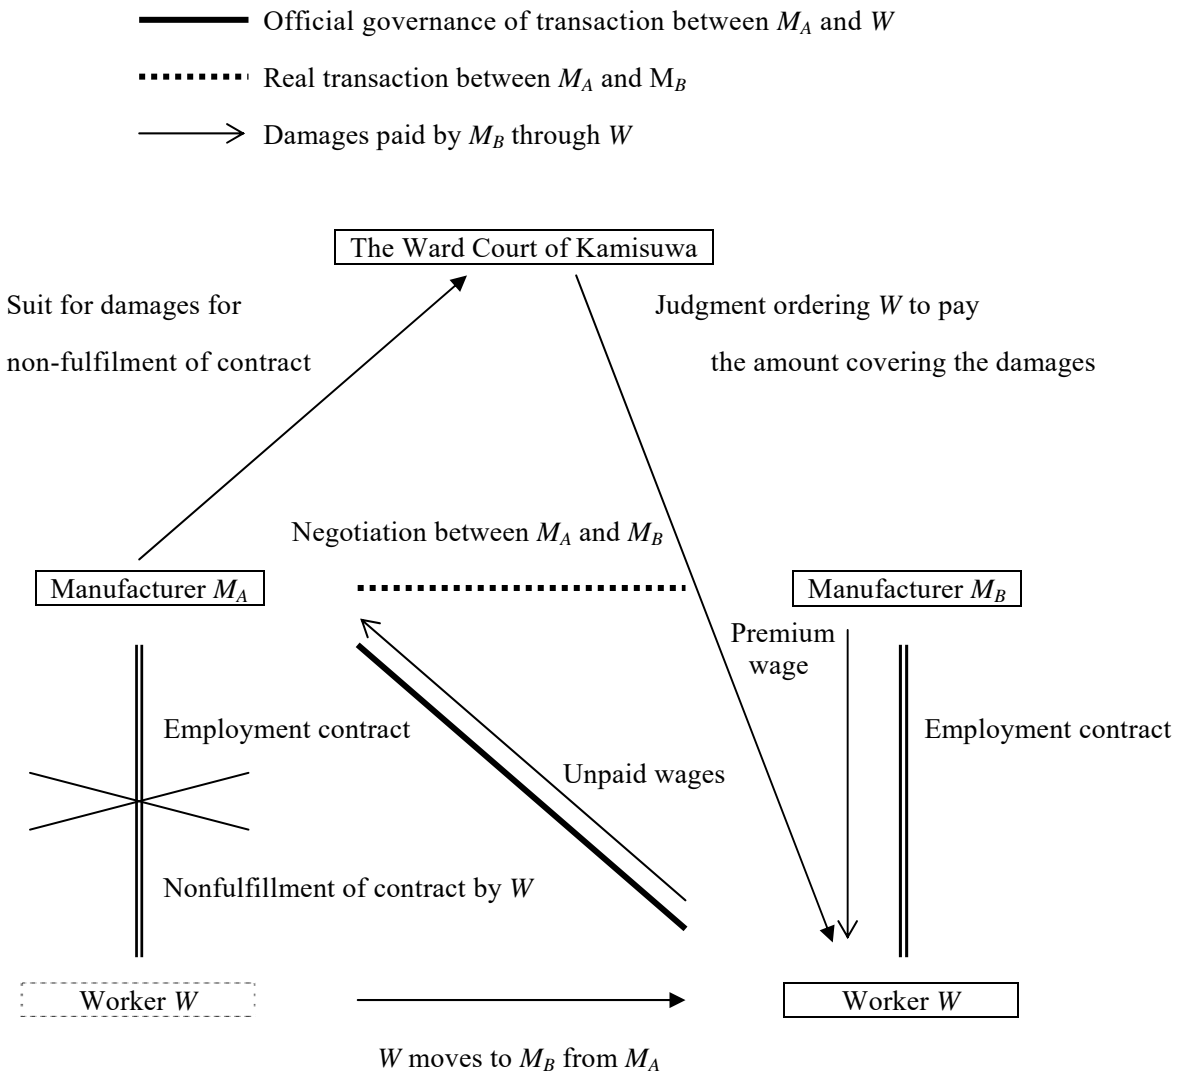 Official governance of transaction between M_A and W
Real transaction between M_A and M_B
Damages paid by M_B through W
The Ward Court of Kamisuwa
Suit for damages for
non-fulfilment of contract
Judgment ordering W to pay
the amount covering the damages
Negotiation between M_A and M_B
Manufacturer M_A
Manufacturer M_B
Premium
wage
Employment contract
Employment contract
Unpaid wages
Nonfulfillment of contract by W
Worker W
Worker W
W moves to M_B from M_A